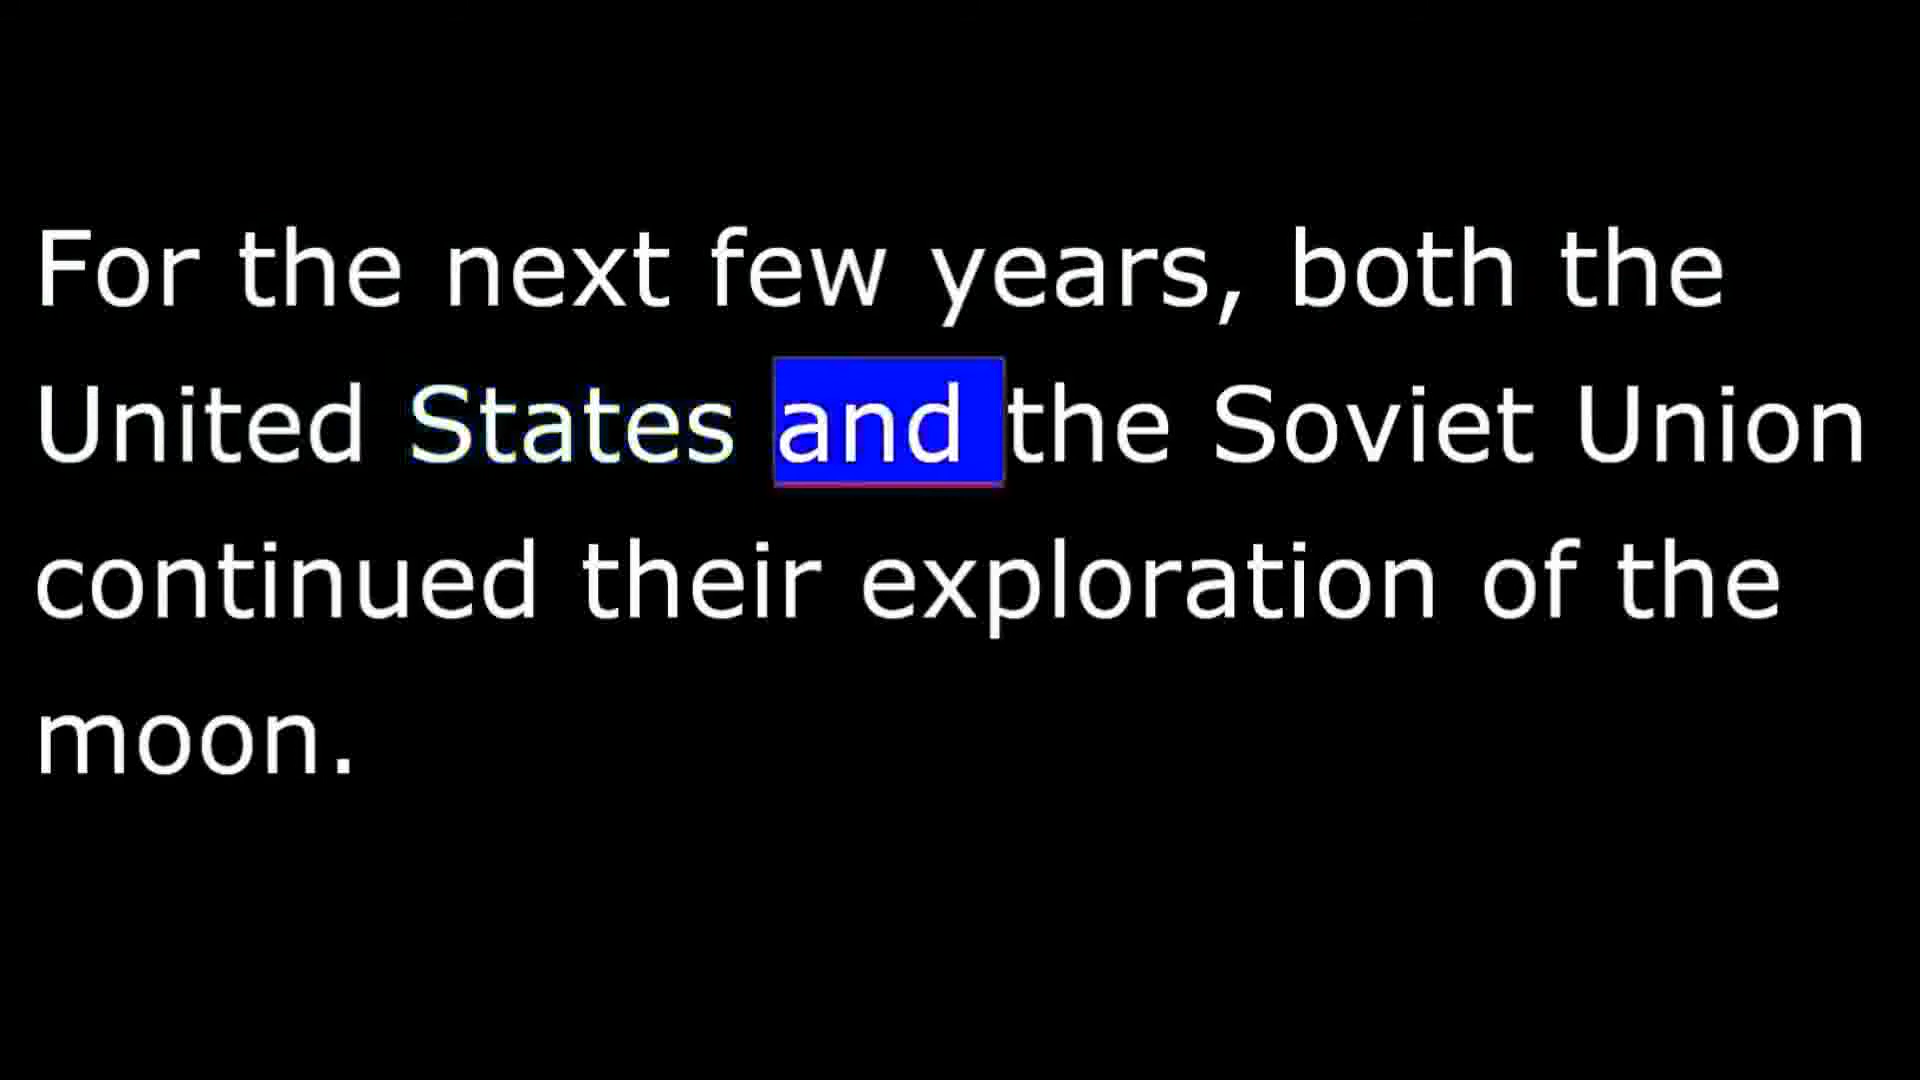 For the next few years, both the
United States and the Soviet Union
continued their exploration of the
moon.